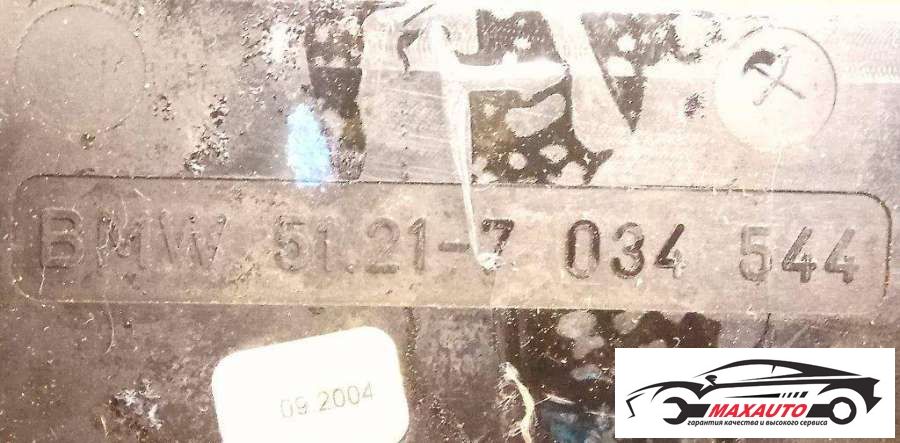 BMW 51.21-7 034 544
09.2004
MAXAUTO
гарантия качества и высокого сервиса